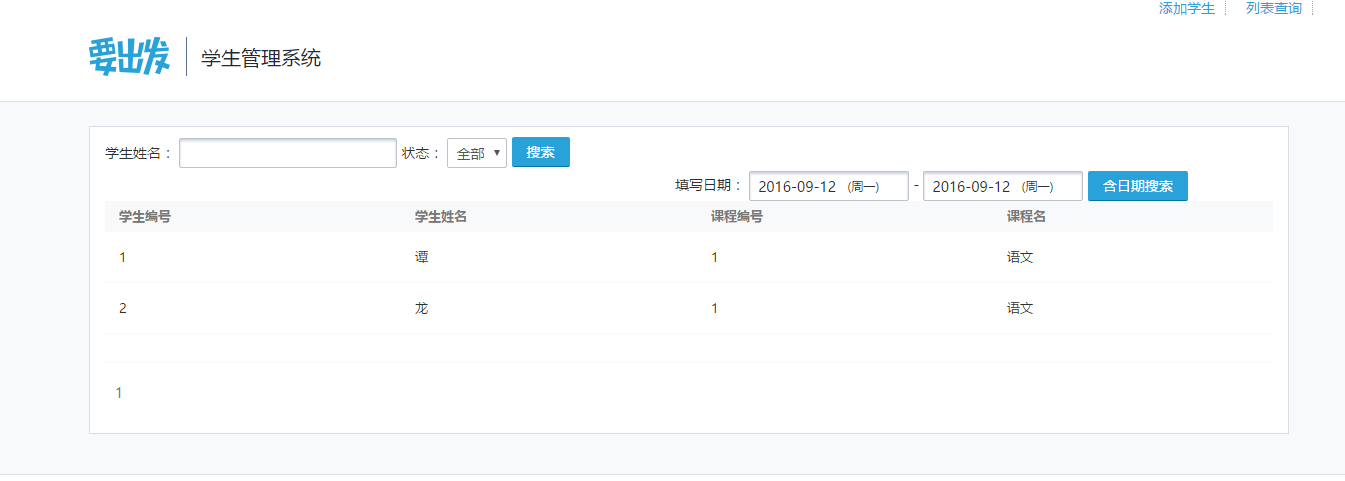 添加学生 列表查询
要出发 学生管理系统
学生姓名： 状态： 全部 搜索
填写日期： 2016-09-12 (周一) - 2016-09-12 (周一) 含日期搜索
学生编号 学生姓名 课程编号 课程名
1 谭 1 语文
2 龙 1 语文
1